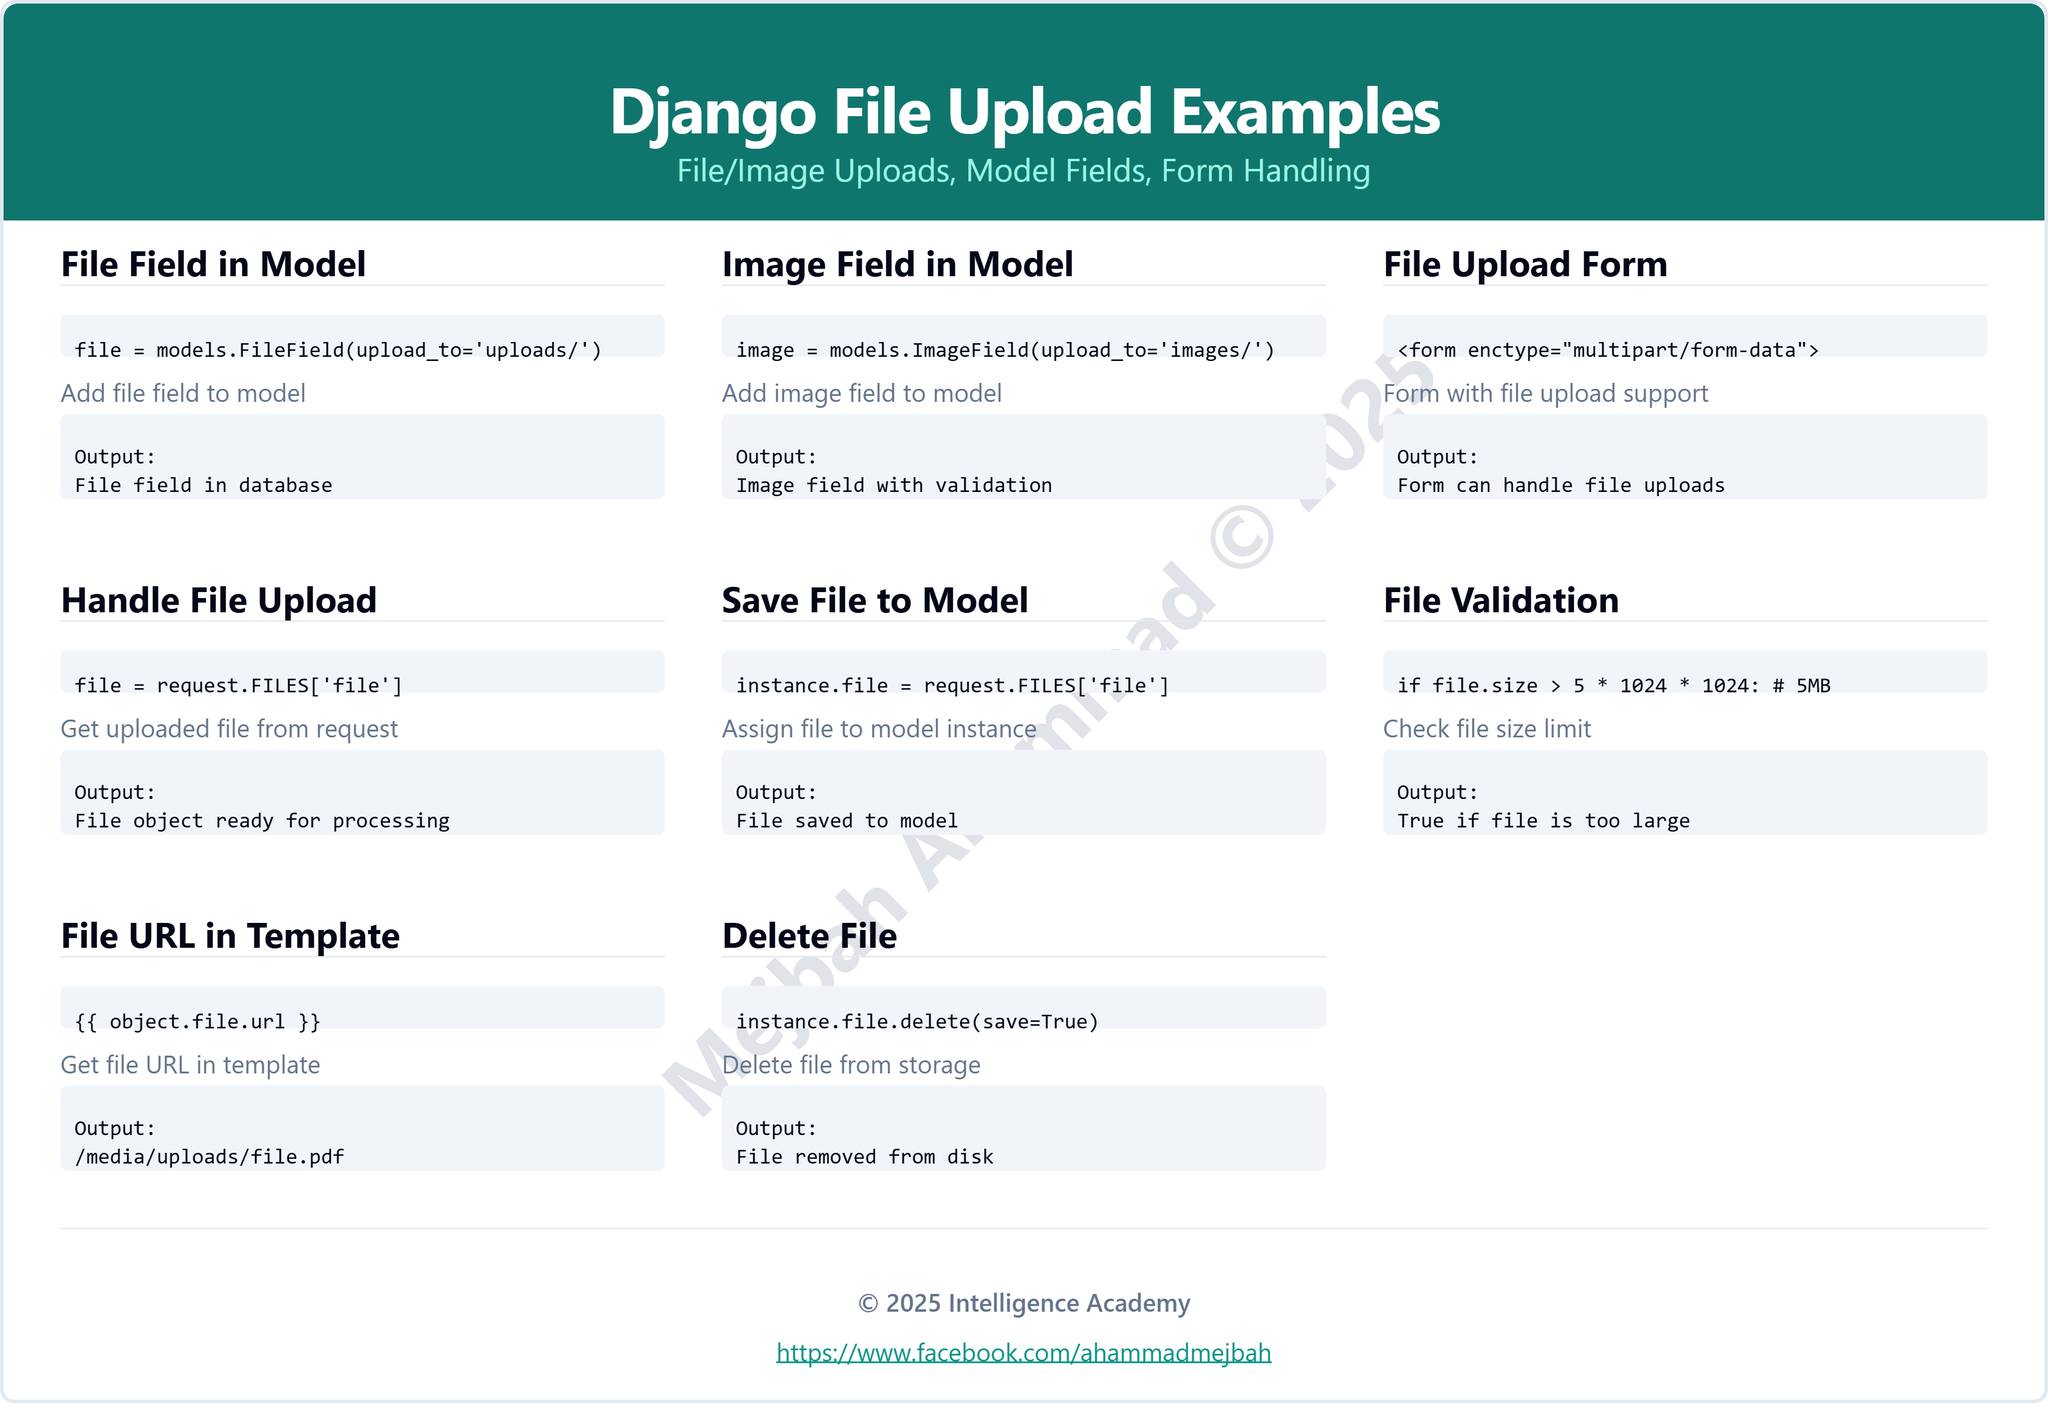 Django File Upload Examples
File/Image Uploads, Model Fields, Form Handling
File Field in Model
file = models.FileField(upload_to='uploads/')
Add file field to model
Output:
File field in database
Image Field in Model
image = models.ImageField(upload_to='images/')
Add image field to model
Output:
Image field with validation
File Upload Form
<form enctype="multipart/form-data">
Form with file upload support
Output:
Form can handle file uploads
Handle File Upload
file = request.FILES['file']
Get uploaded file from request
Output:
File object ready for processing
Save File to Model
instance.file = request.FILES['file']
Assign file to model instance
Output:
File saved to model
File Validation
if file.size > 5 * 1024 * 1024: # 5MB
Check file size limit
Output:
True if file is too large
File URL in Template
{{ object.file.url }}
Get file URL in template
Output:
/media/uploads/file.pdf
Delete File
instance.file.delete(save=True)
Delete file from storage
Output:
File removed from disk
Mejbah Ahammad © 2025
© 2025 Intelligence Academy
https://www.facebook.com/ahammadmejbah